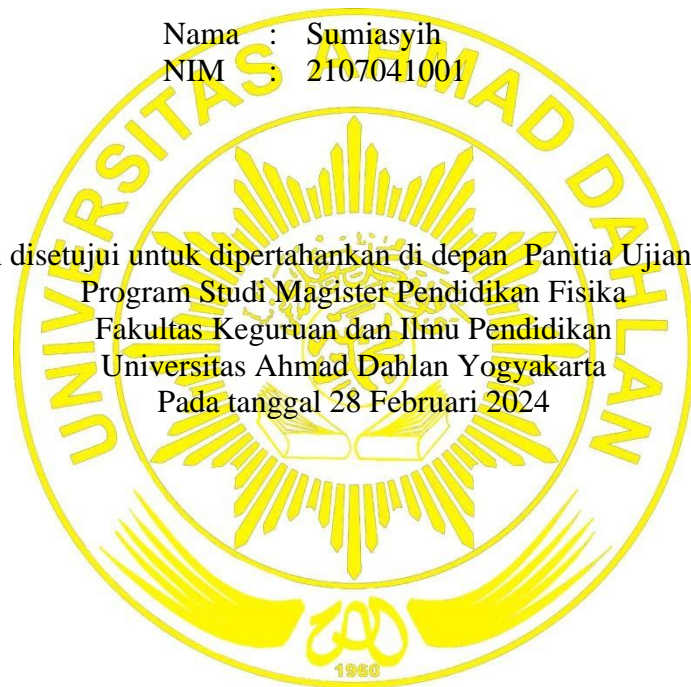 Nama : Sumiasyih
NIM : 2107041001
UNIVERSITAS AHMAD DAHLAN
disetujui untuk dipertahankan di depan Panitia Ujian
Program Studi Magister Pendidikan Fisika
Fakultas Keguruan dan Ilmu Pendidikan
Universitas Ahmad Dahlan Yogyakarta
Pada tanggal 28 Februari 2024
1960